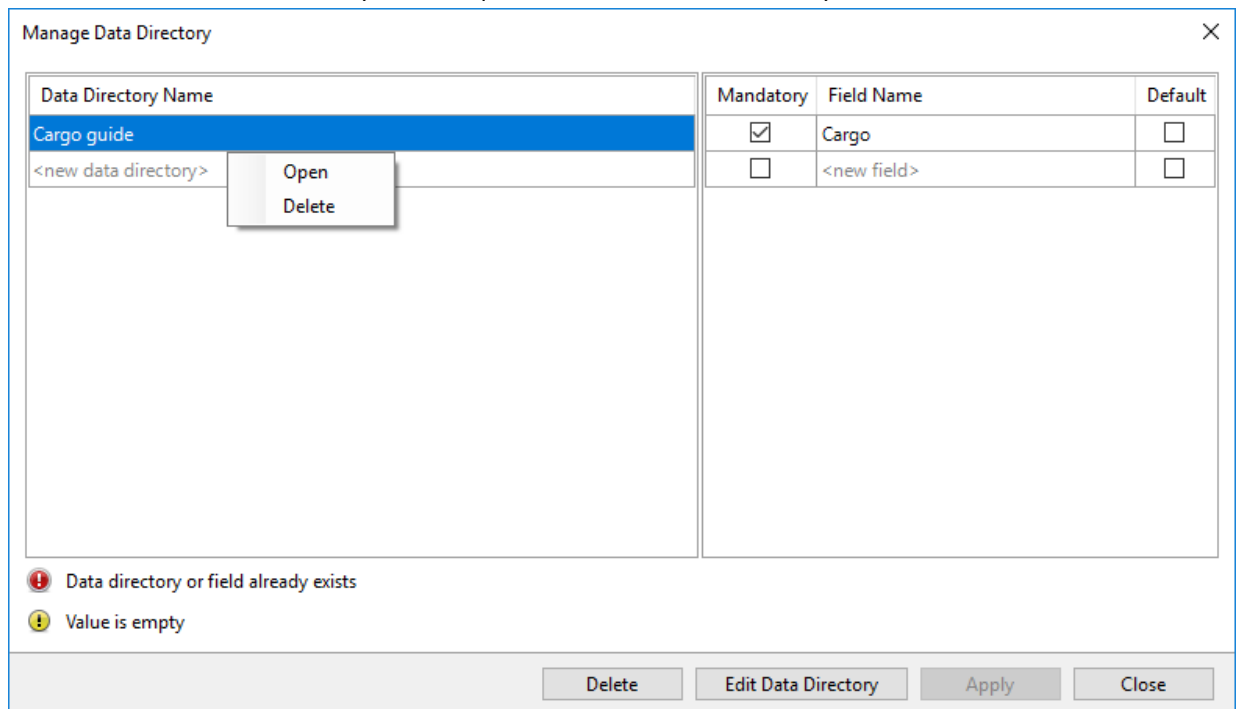 Manage Data Directory
Data Directory Name
Mandatory Field Name Default
Cargo guide
Cargo
<new data directory>
<new field>
Open
Delete
Data directory or field already exists
Value is empty
Delete Edit Data Directory Apply Close